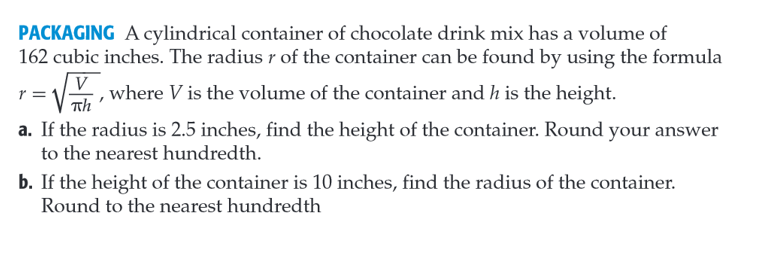 PACKAGING A cylindrical container of chocolate drink mix has a volume of
162 cubic inches. The radius r of the container can be found by using the formula
r = √(V/πh), where V is the volume of the container and h is the height.
a. If the radius is 2.5 inches, find the height of the container. Round your answer
to the nearest hundredth.
b. If the height of the container is 10 inches, find the radius of the container.
Round to the nearest hundredth